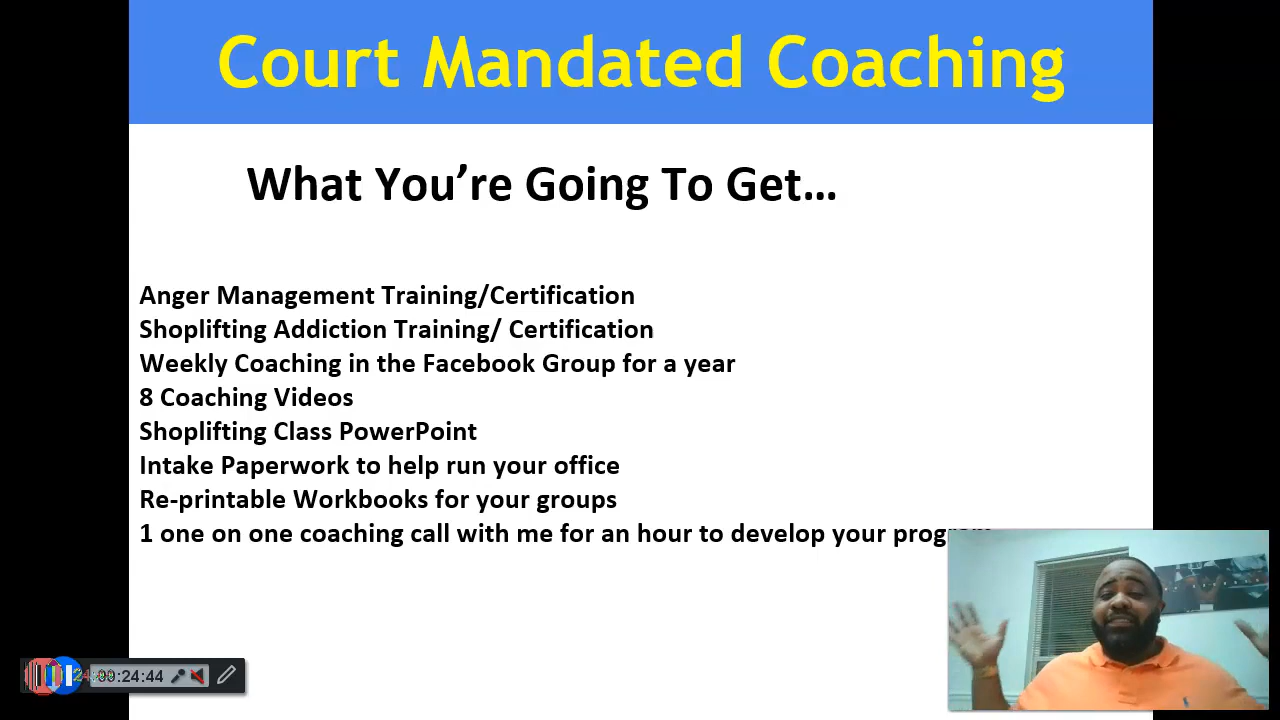 Court Mandated Coaching
What You’re Going To Get…
Anger Management Training/Certification
Shoplifting Addiction Training/ Certification
Weekly Coaching in the Facebook Group for a year
8 Coaching Videos
Shoplifting Class PowerPoint
Intake Paperwork to help run your office
Re-printable Workbooks for your groups
1 one on one coaching call with me for an hour to develop your program
00:24:44